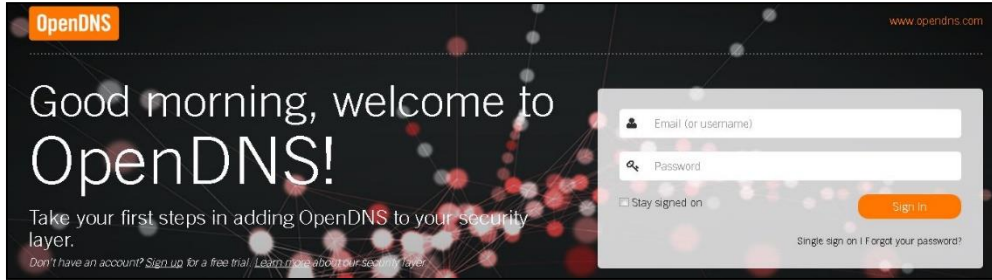 OpenDNS
www.opendns.com
Good morning, welcome to
OpenDNS!
Take your first steps in adding OpenDNS to your security
layer.
Don't have an account? Sign up for a free trial. Learn more about our security layer
Email (or username)
Password
Stay signed on
Sign In
Single sign on | Forgot your password?